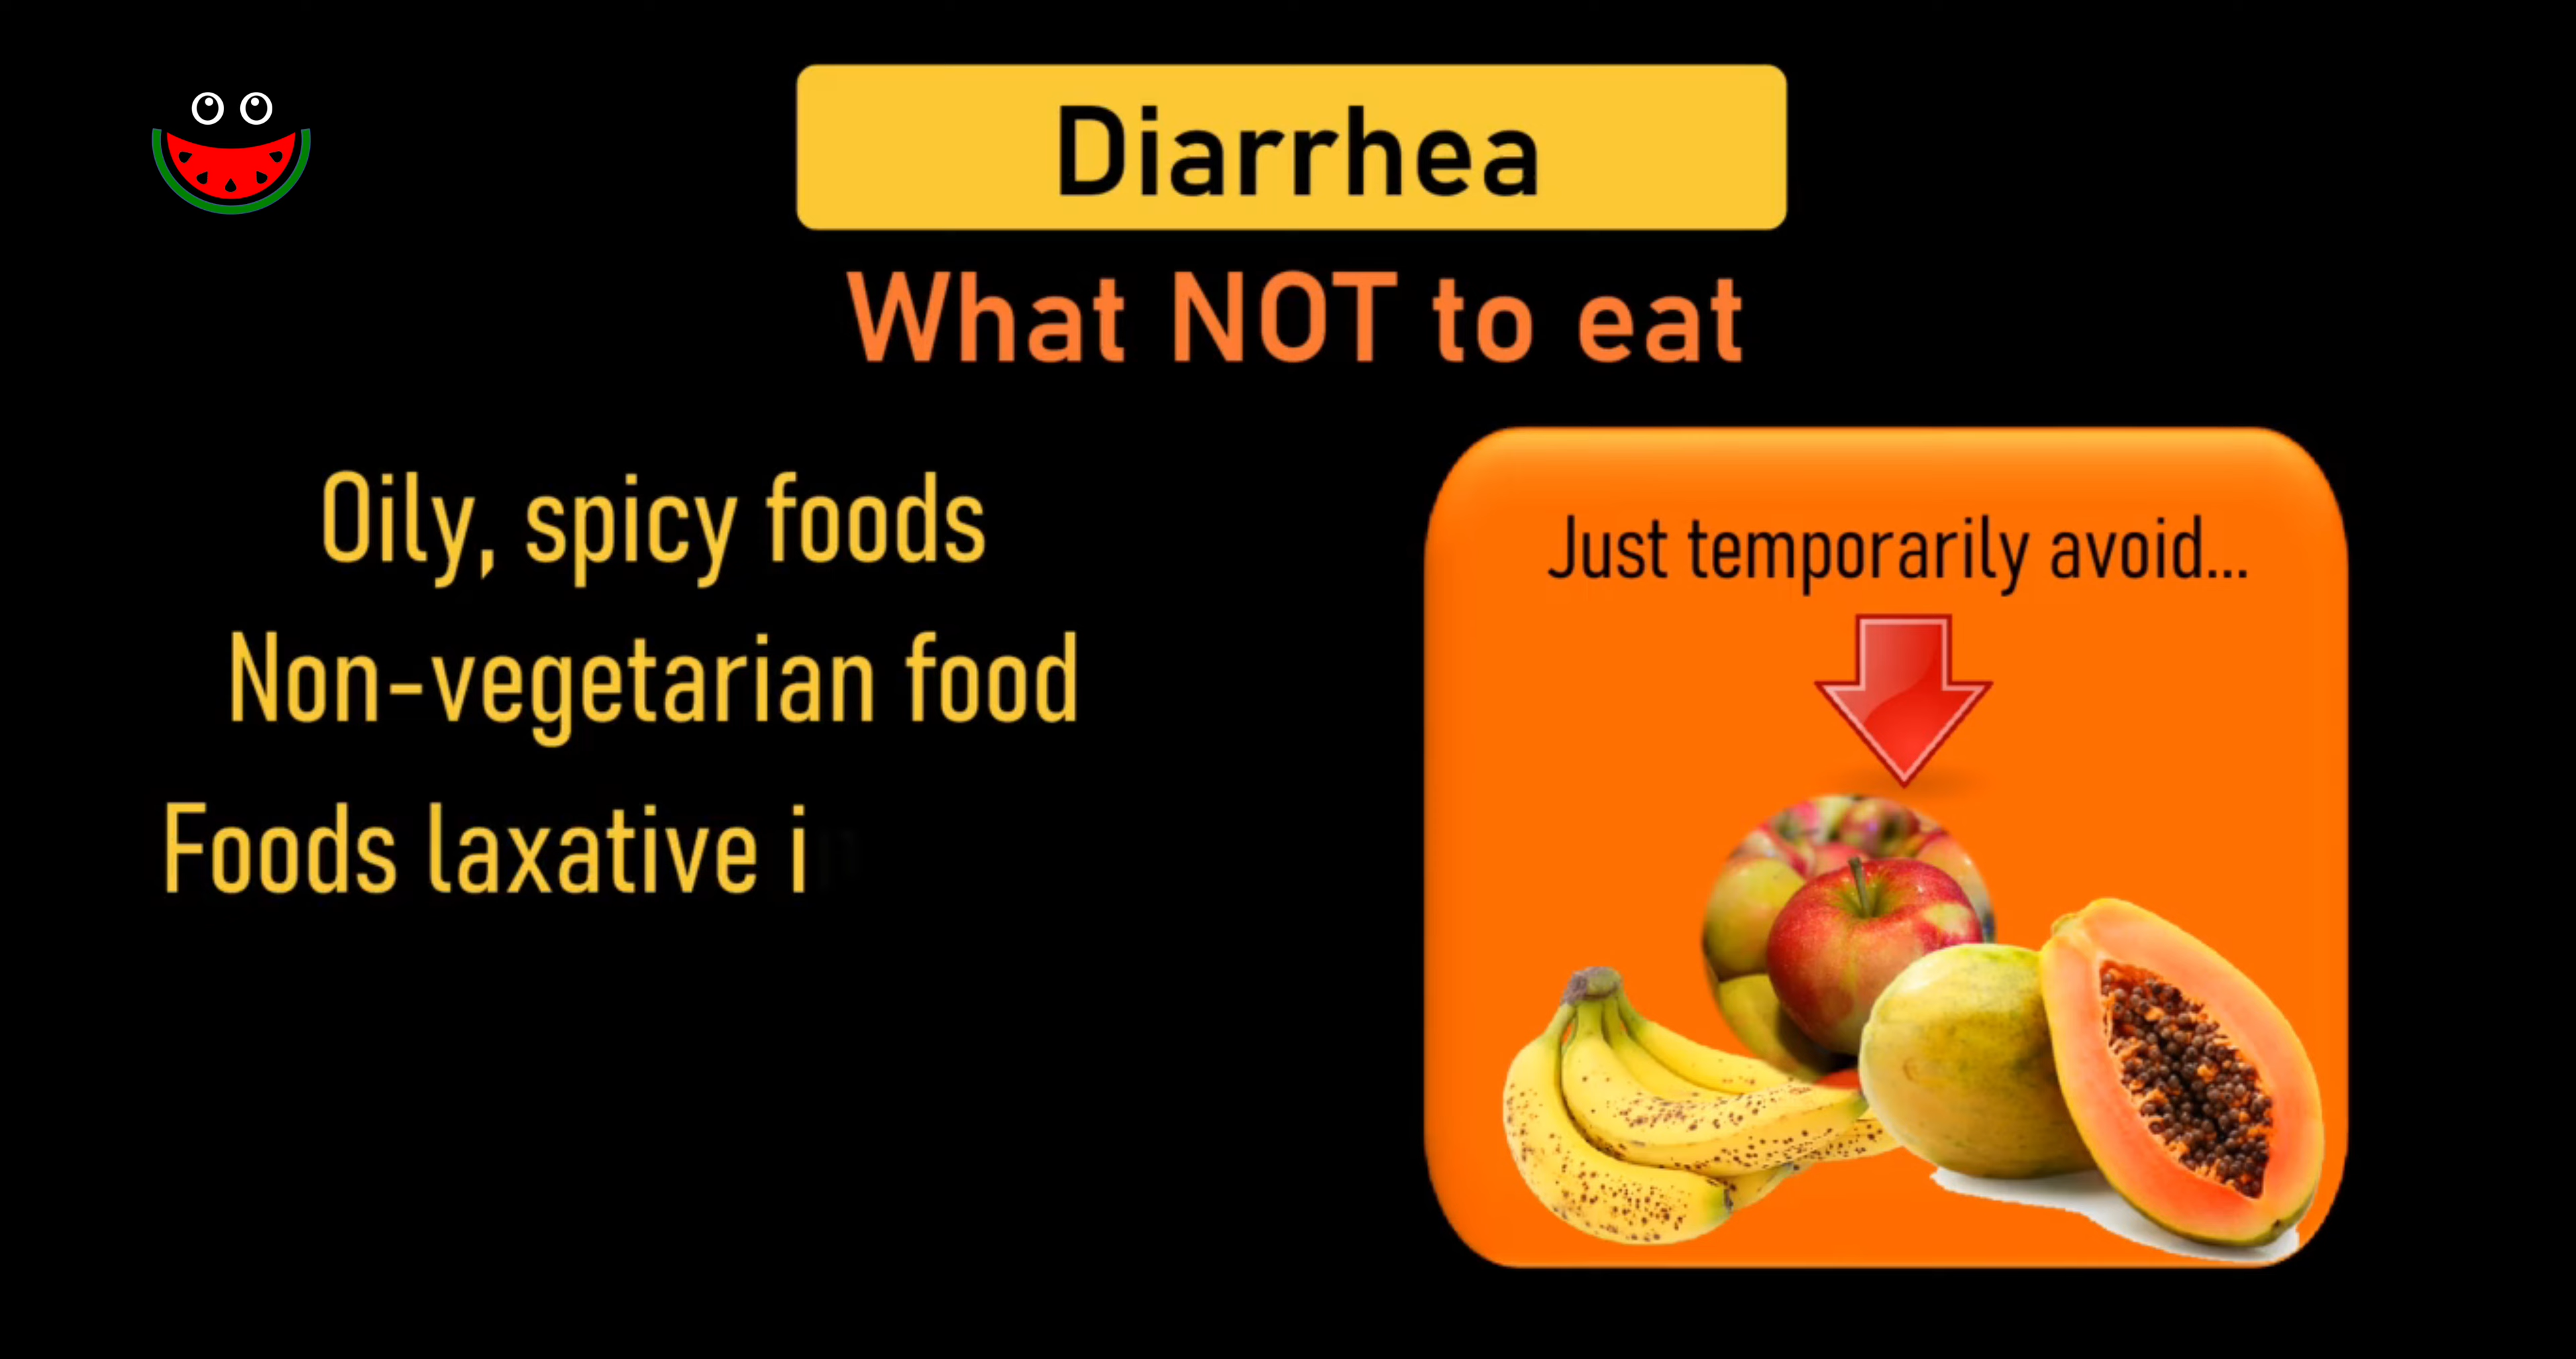 Diarrhea
What NOT to eat
Oily, spicy foods
Non-vegetarian food
Foods laxative i
Just temporarily avoid...